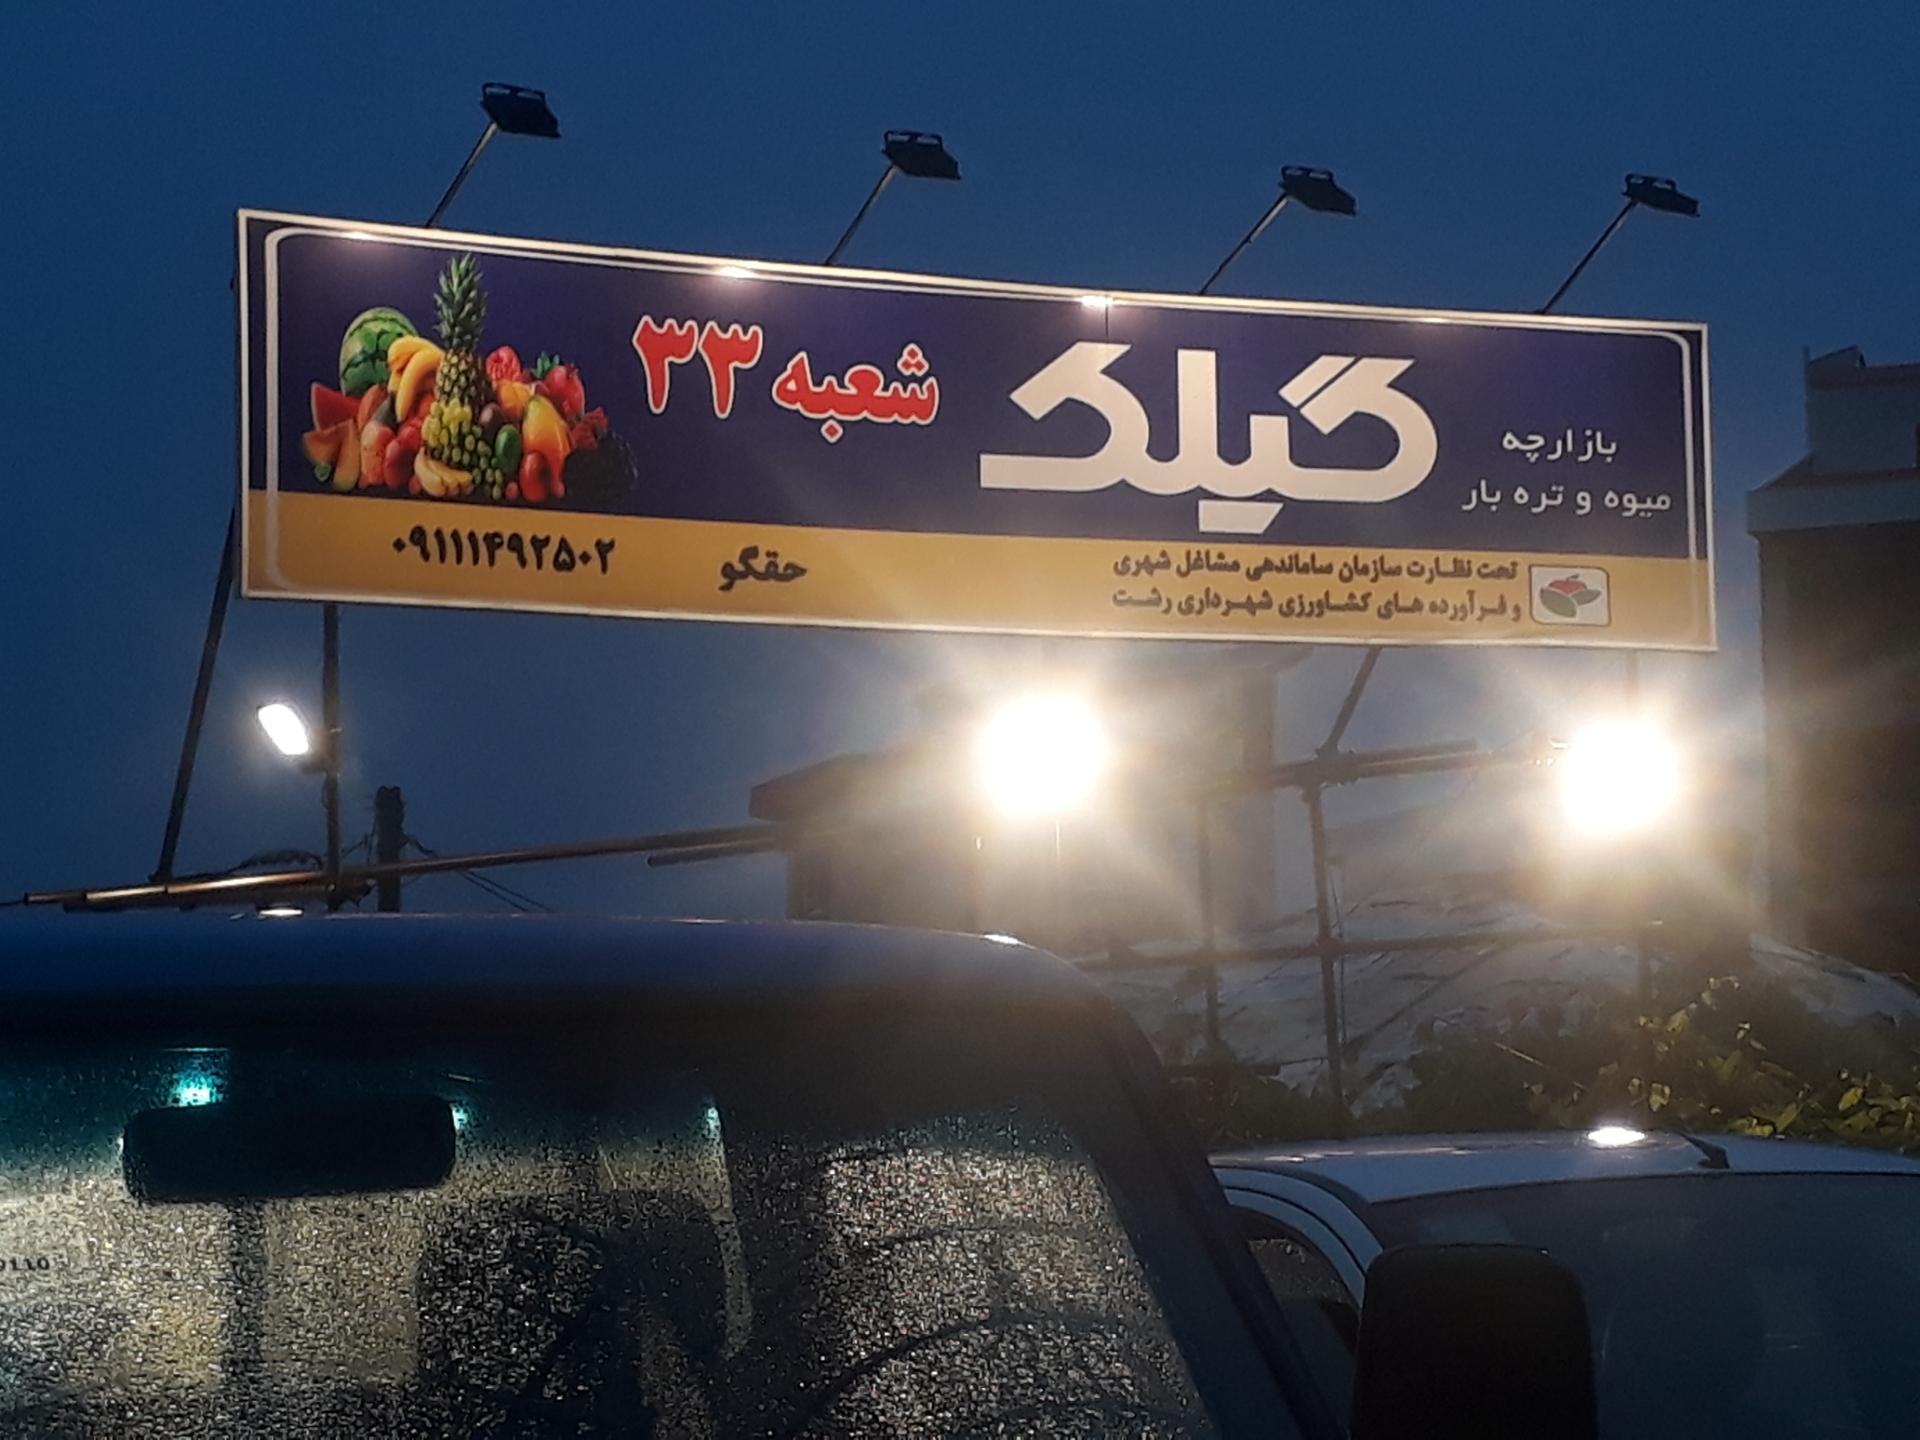 بازارچه
میوه و تره بار
گیلک
شعبه ۳۳
تحت نظارت سازمان ساماندهی مشاغل شهری
و فرآورده های کشاورزی شهرداری رشت
حقگو
۰۹۱۱۱۴۹۲۵۰۲